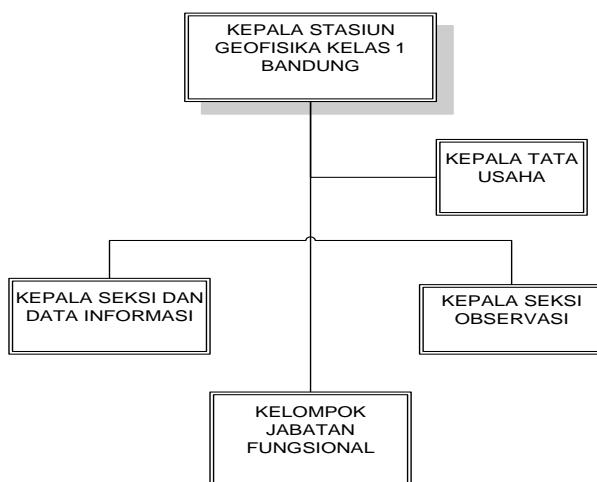 KEPALA STASIUN
GEOFISIKA KELAS 1
BANDUNG
KEPALA TATA
USAHA
KEPALA SEKSI DAN
DATA INFORMASI
KEPALA SEKSI
OBSERVASI
KELOMPOK
JABATAN
FUNGSIONAL